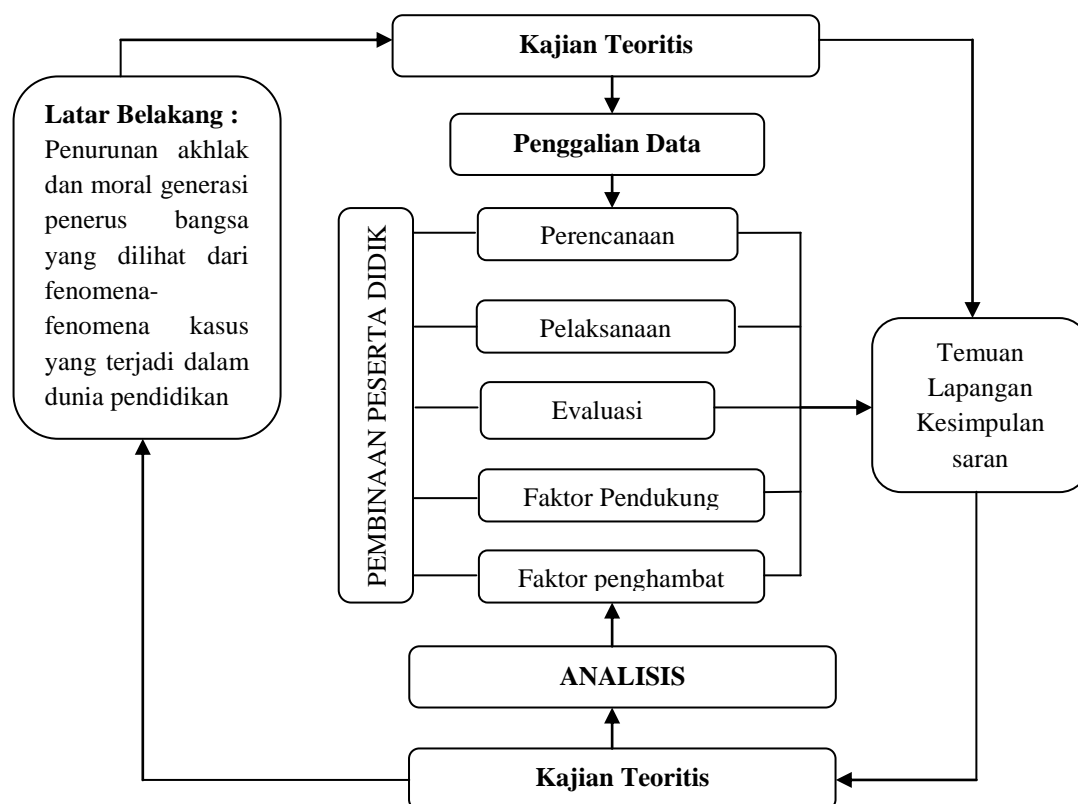 Kajian Teoritis
Latar Belakang :
Penurunan akhlak
dan moral generasi
penerus bangsa
yang dilihat dari
fenomena-
fenomena kasus
yang terjadi dalam
dunia pendidikan
Penggalian Data
PEMBINAAN PESERTA DIDIK
Perencanaan
Pelaksanaan
Evaluasi
Faktor Pendukung
Faktor penghambat
Temuan
Lapangan
Kesimpulan
saran
ANALISIS
Kajian Teoritis